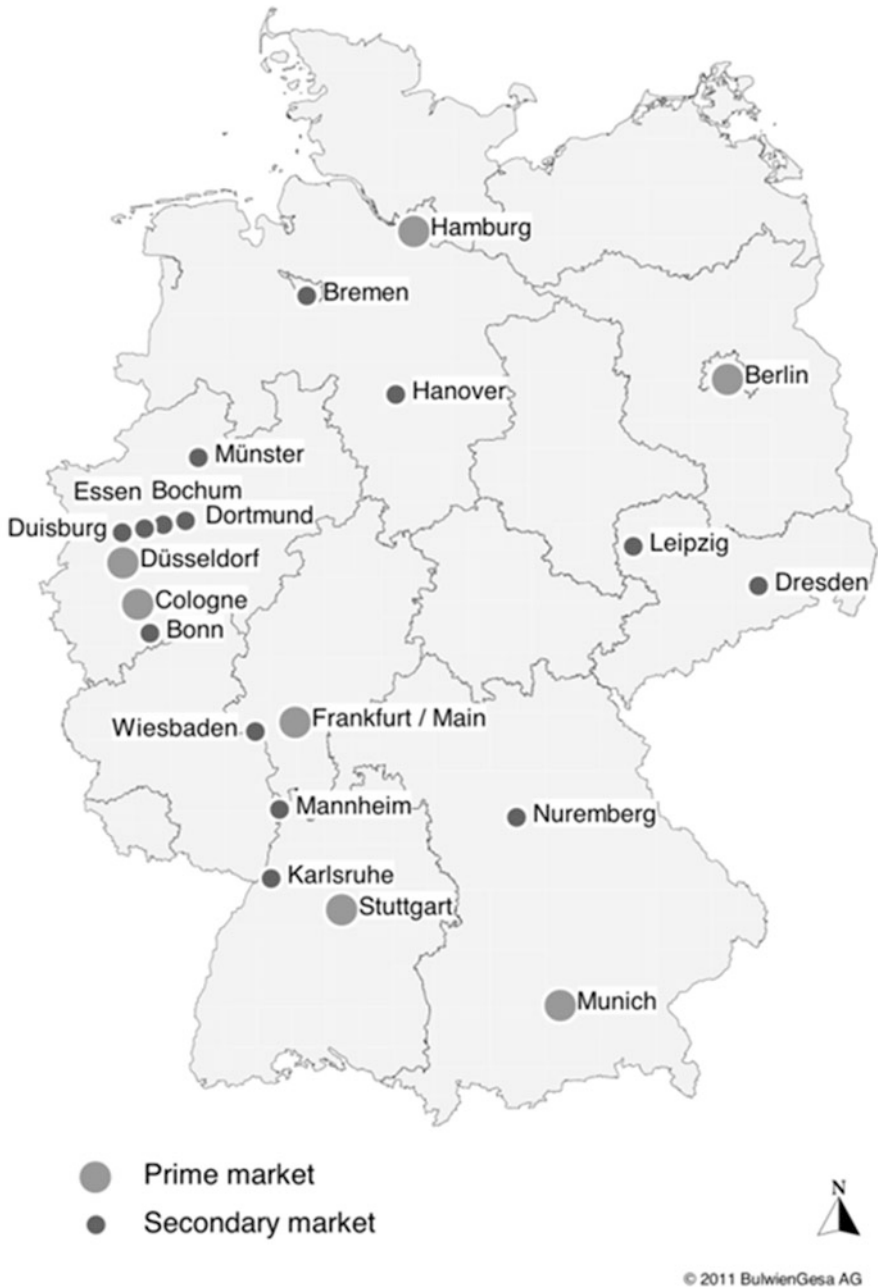 Hamburg
Bremen
Berlin
Hanover
Münster
Essen Bochum
Duisburg
Dortmund
Düsseldorf
Leipzig
Dresden
Cologne
Bonn
Wiesbaden
Frankfurt / Main
Mannheim
Nuremberg
Karlsruhe
Stuttgart
Munich
Prime market
Secondary market
N
© 2011 BulwienGesa AG